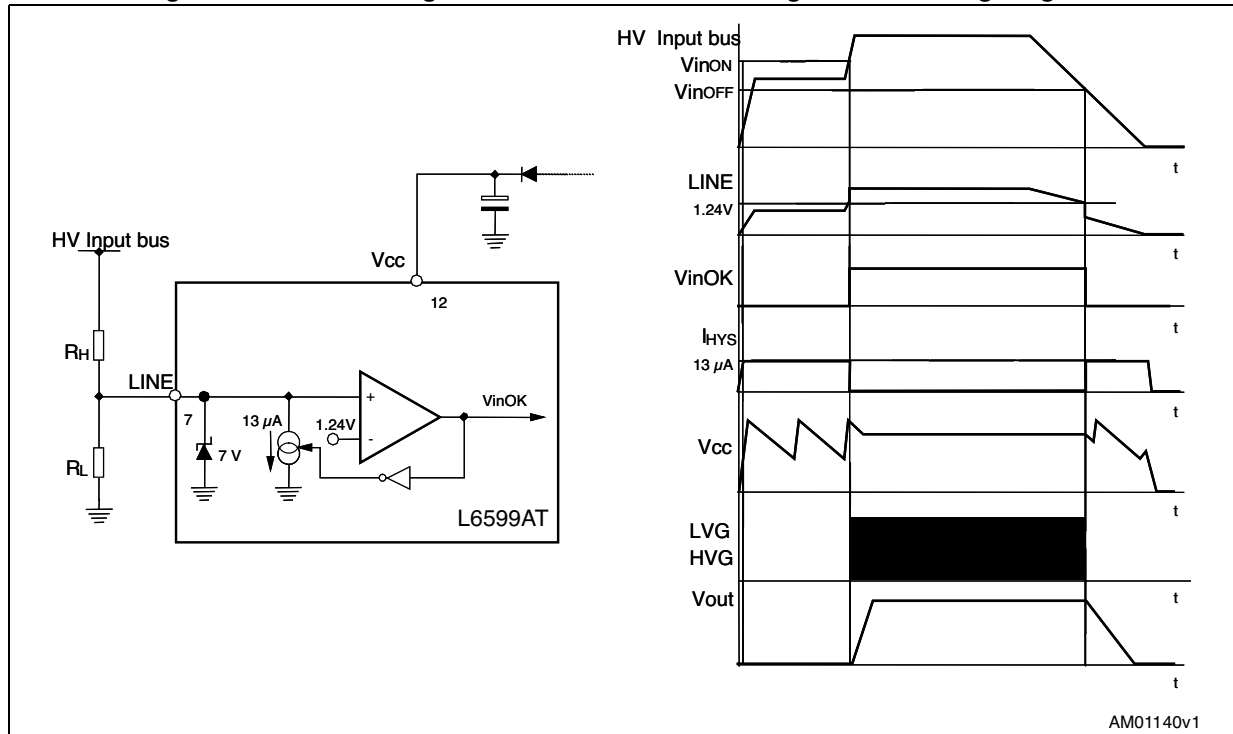 HV Input bus
RH
RL
LINE
7
7 V
13 µA
1.24V
+
-
VinOK
Vcc
12
L6599AT
HV Input bus
VinON
VinOFF
t
LINE
1.24V
t
VinOK
t
IHYS
13 µA
t
Vcc
t
LVG
HVG
t
Vout
t
AM01140v1